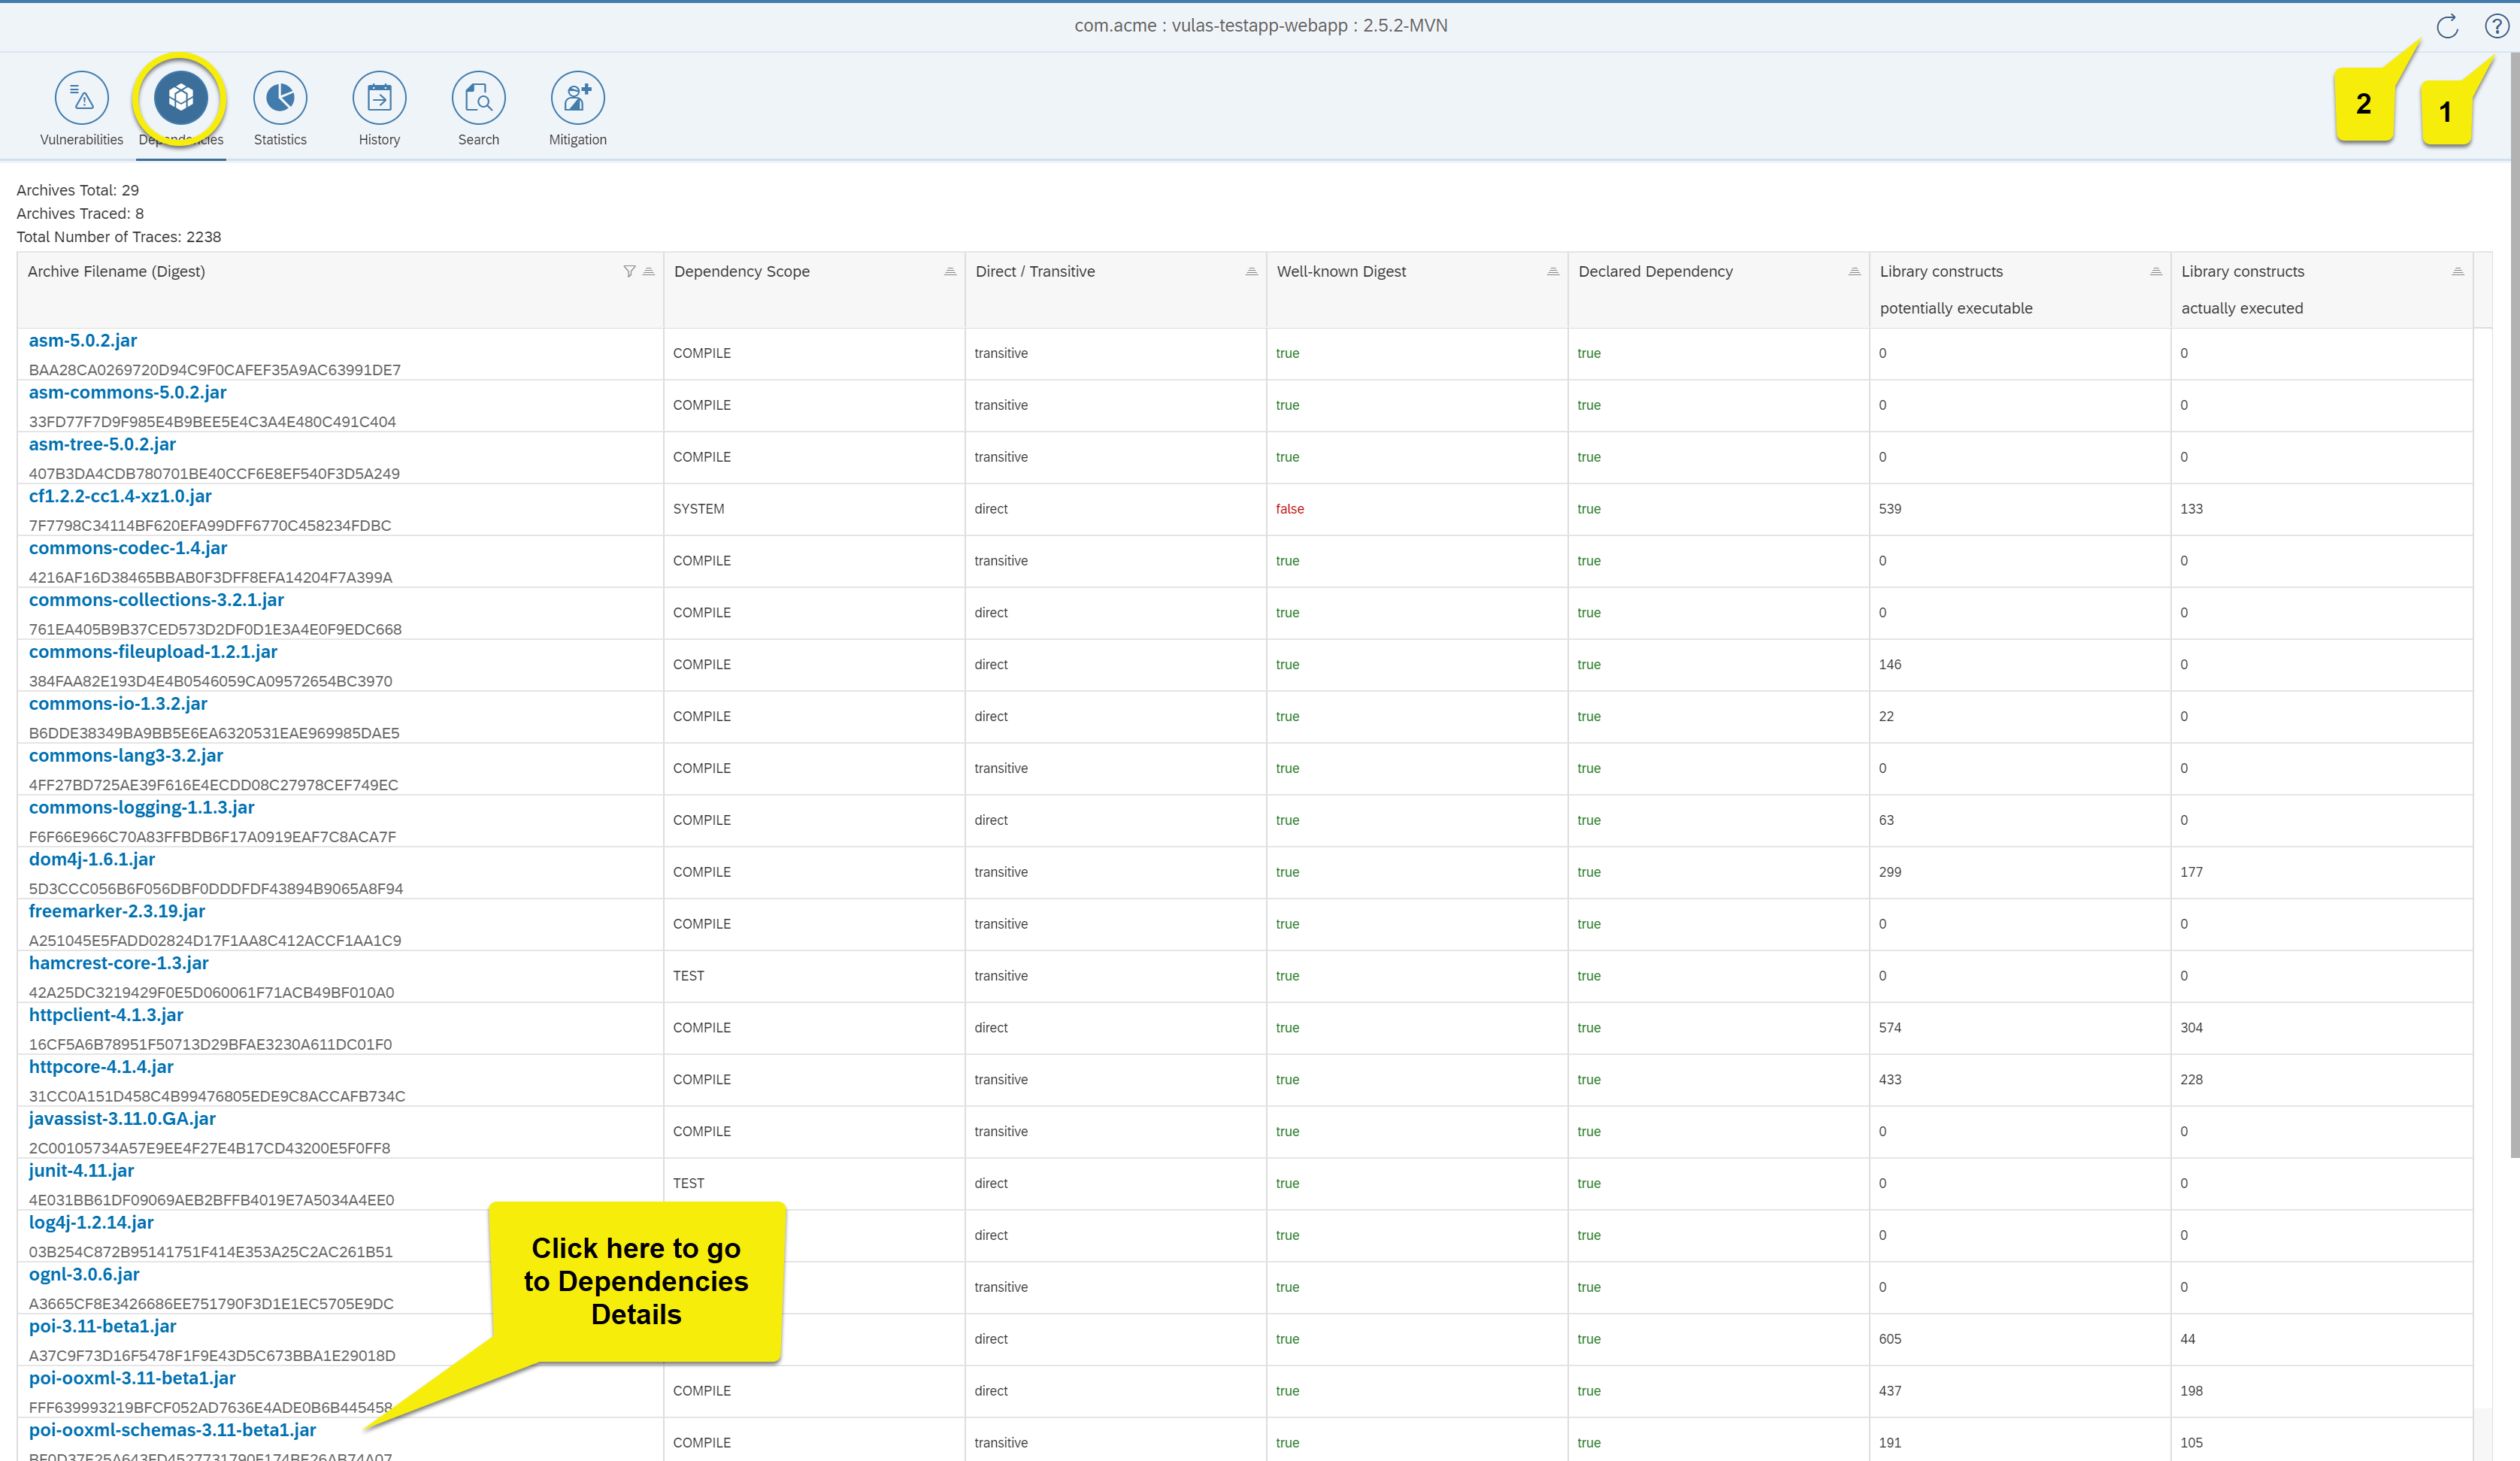 com.acme : vulas-testapp-webapp : 2.5.2-MVN
2
1
Vulnerabilities
Dependencies
Statistics
History
Search
Mitigation
Archives Total: 29
Archives Traced: 8
Total Number of Traces: 2238
Archive Filename (Digest) Dependency Scope Direct / Transitive Well-known Digest Declared Dependency Library constructs Library constructs
potentially executable actually executed
asm-5.0.2.jar
COMPILE transitive true true 0 0
BAA28CA0269720D94C9F0CAFEF35A9AC63991DE7
asm-commons-5.0.2.jar
COMPILE transitive true true 0 0
33FD77F7D9F985E4B9BEE5E4C3A4E480C491C404
asm-tree-5.0.2.jar
COMPILE transitive true true 0 0
407B3DA4CDB780701BE40CCF6E8EF540F3D5A249
cf1.2.2-cc1.4-xz1.0.jar
SYSTEM direct false true 539 133
7F7798C34114BF620EFA99DFF6770C458234FDBC
commons-codec-1.4.jar
COMPILE transitive true true 0 0
4216AF16D38465BBAB0F3DFF8EFA14204F7A399A
commons-collections-3.2.1.jar
COMPILE direct true true 0 0
761EA405B9B37CED573D2DF0D1E3A4E0F9EDC668
commons-fileupload-1.2.1.jar
COMPILE direct true true 146 0
384FAA82E193D4E4B0546059CA09572654BC3970
commons-io-1.3.2.jar
COMPILE direct true true 22 0
B6DDE38349BA9BB5E6EA6320531EAE969985DAE5
commons-lang3-3.2.jar
COMPILE transitive true true 0 0
4FF27BD725AE39F616E4ECDD08C27978CEF749EC
commons-logging-1.1.3.jar
COMPILE direct true true 63 0
F6F66E966C70A83FFBDB6F17A0919EAF7C8ACA7F
dom4j-1.6.1.jar
COMPILE transitive true true 299 177
5D3CCC056B6F056DBF0DDDFDF43894B9065A8F94
freemarker-2.3.19.jar
COMPILE transitive true true 0 0
A251045E5FADD02824D17F1AA8C412ACCF1AA1C9
hamcrest-core-1.3.jar
TEST transitive true true 0 0
42A25DC3219429F0E5D060061F71ACB49BF010A0
httpclient-4.1.3.jar
COMPILE direct true true 574 304
16CF5A6B78951F50713D29BFAE3230A611DC01F0
httpcore-4.1.4.jar
COMPILE transitive true true 433 228
31CC0A151D458C4B99476805EDE9C8ACCAFB734C
javassist-3.11.0.GA.jar
COMPILE transitive true true 0 0
2C00105734A57E9EE4F27E4B17CD43200E5F0FF8
junit-4.11.jar
TEST direct true true 0 0
4E031BB61DF09069AEB2BFFB4019E7A5034A4EE0
log4j-1.2.14.jar
direct true true 0 0
03B254C872B95141751F414E353A25C2AC261B51
ognl-3.0.6.jar
transitive true true 0 0
A3665CF8E3426686EE751790F3D1E1EC5705E9DC
poi-3.11-beta1.jar
direct true true 605 44
A37C9F73D16F5478F1F9E43D5C673BBA1E29018D
poi-ooxml-3.11-beta1.jar
COMPILE direct true true 437 198
FFF639993219BFCF052AD7636E4ADE0B6B445458
poi-ooxml-schemas-3.11-beta1.jar
COMPILE transitive true true 191 105
Click here to go
to Dependencies
Details